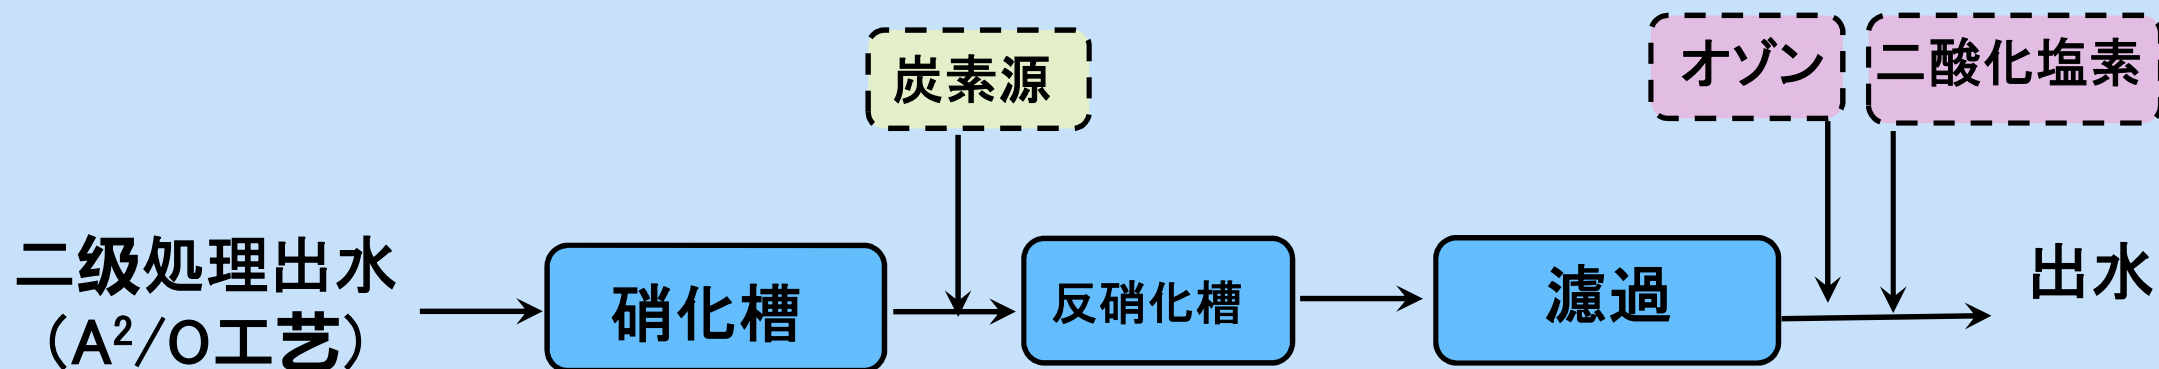 炭素源
オゾン
二酸化塩素
二级処理出水
（A²/O工艺）
硝化槽
反硝化槽
濾過
出水